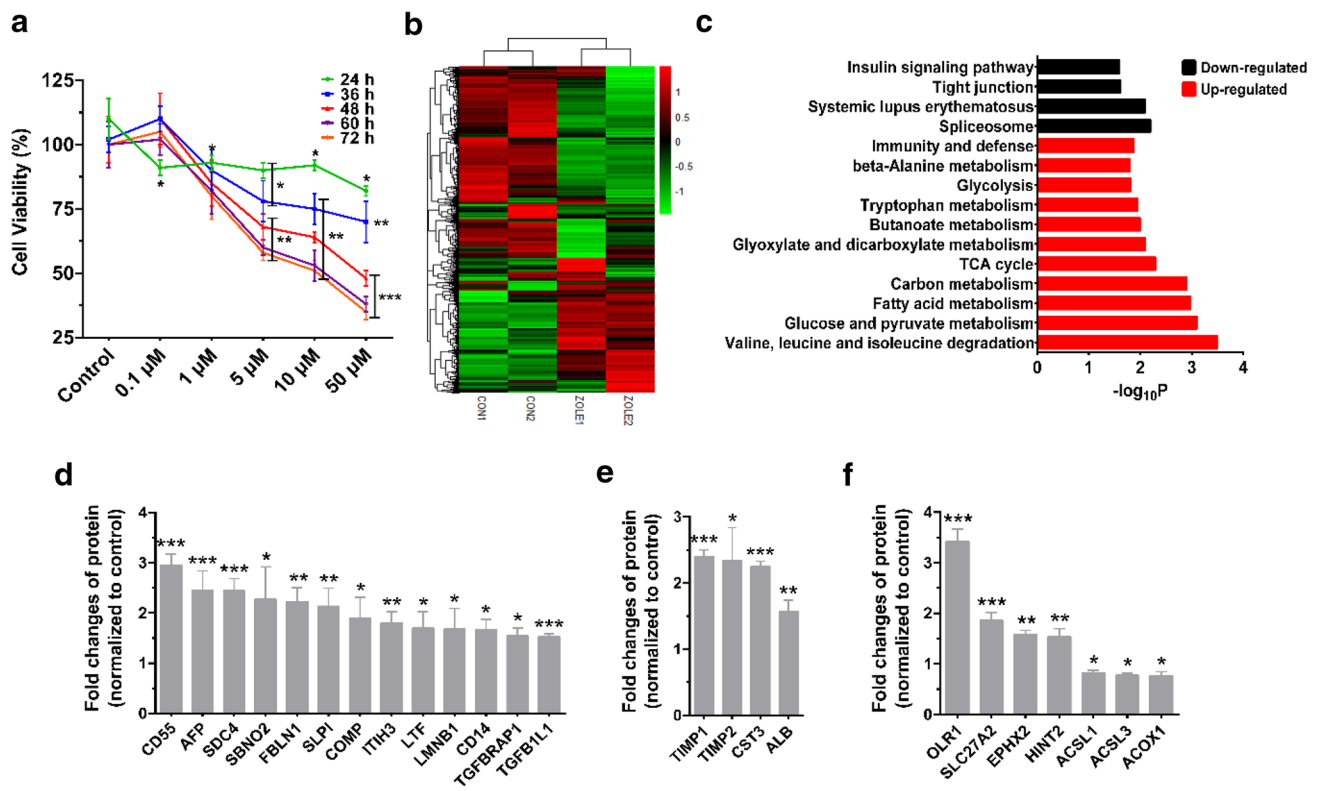 a
24 h
36 h
48 h
60 h
72 h
Cell Viability (%)
125
100
75
50
25
*
*
*
*
**
*
**
**
***
Control
0.1 µM
1 µM
5 µM
10 µM
50 µM
b
1
0.5
0
-0.5
-1
CON1
CON2
ZOLE1
ZOLE2
c
Down-regulated
Up-regulated
Insulin signaling pathway
Tight junction
Systemic lupus erythematosus
Spliceosome
Immunity and defense
beta-Alanine metabolism
Glycolysis
Tryptophan metabolism
Butanoate metabolism
Glyoxylate and dicarboxylate metabolism
TCA cycle
Carbon metabolism
Fatty acid metabolism
Glucose and pyruvate metabolism
Valine, leucine and isoleucine degradation
0 1 2 3 4
-log10P
d
Fold changes of protein
(normalized to control)
4
3
2
1
0
*** *** *** * ** ** * ** * * * * ***
CD55
AFP
SDC4
SBNO2
FBLN1
SLPI
COMP
ITIH3
LTF
LMNB1
CD14
TGFBRAP1
TGFB1L1
e
Fold changes of protein
(normalized to control)
3
2
1
0
*** * *** **
TIMP1
TIMP2
CST3
ALB
f
Fold changes of protein
(normalized to control)
4
3
2
1
0
*** *** ** ** * * *
OLR1
SLC27A2
EPHX2
HINT2
ACSL1
ACSL3
ACOX1